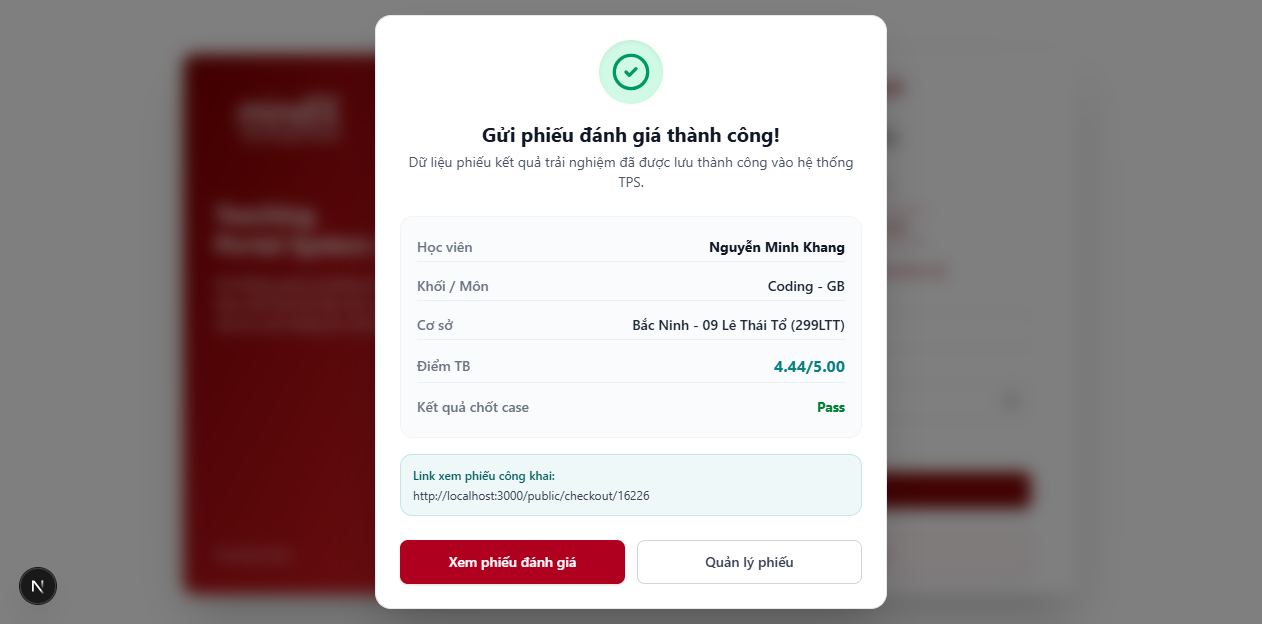 Gửi phiếu đánh giá thành công!
Dữ liệu phiếu kết quả trải nghiệm đã được lưu thành công vào hệ thống
TPS.
Học viên Nguyễn Minh Khang
Khối / Môn Coding - GB
Cơ sở Bắc Ninh - 09 Lê Thái Tổ (299LTT)
Điểm TB 4.44/5.00
Kết quả chốt case Pass
Link xem phiếu công khai:
http://localhost:3000/public/checkout/16226
Xem phiếu đánh giá Quản lý phiếu
N